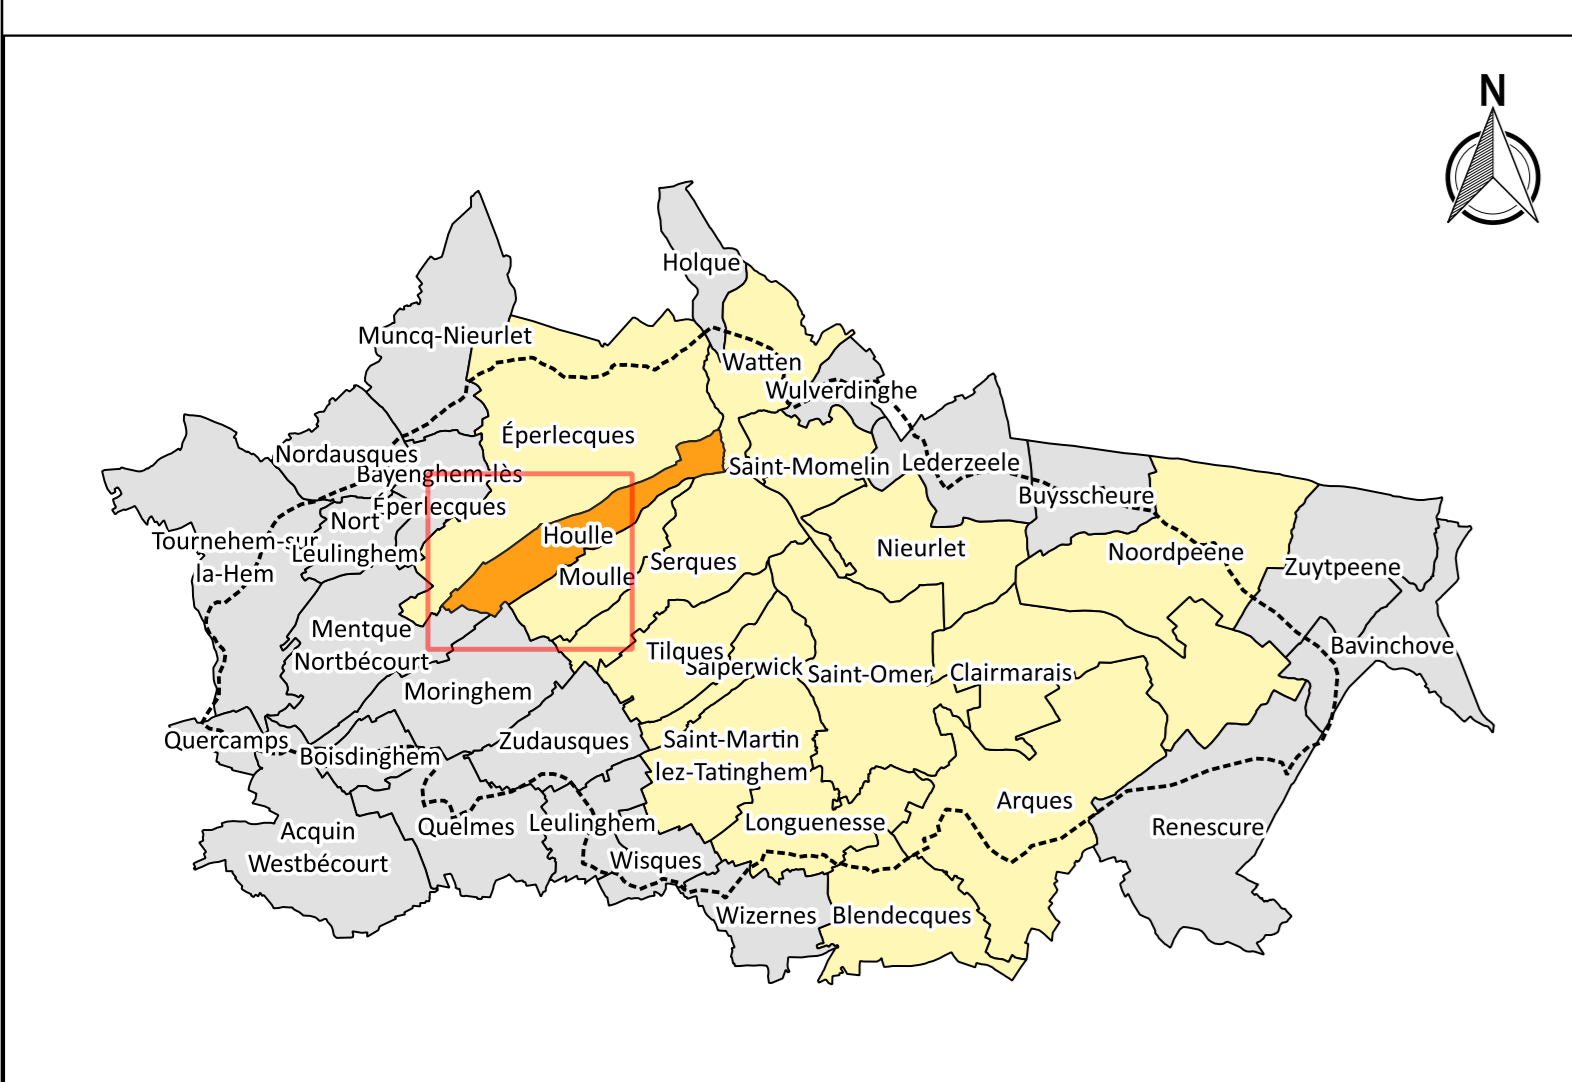 N
Holque
Muncq-Nieurlet
Watten
Wulverdinghe
Éperlecques
Nordausques
Saint-Momelin
Lederzeele
Bayenghem-lès
Éperlecques
Buysscheure
Nort
Leulinghem
Tournehem-sur
la-Hem
Houlle
Moulle
Serques
Nieurlet
Noordpeene
Zuytpeene
Mentque
Nortbécourt
Bavinchove
Tilques
Salperwick
Saint-Omer
Clairmarais
Moringhem
Quercamps
Boisdinghem
Zudausques
Saint-Martin
lez-Tatinghem
Arques
Acquin
Westbécourt
Quelmes
Leulinghem
Longuenesse
Renescure
Wisques
Wizernes
Blendecques